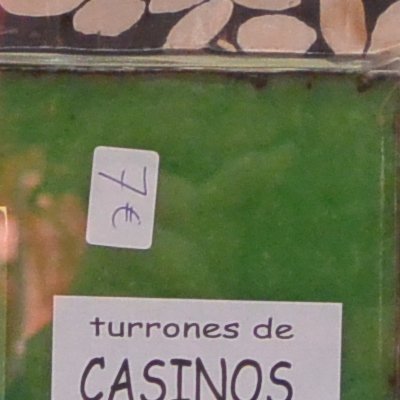 7€
turrones de
CASINOS